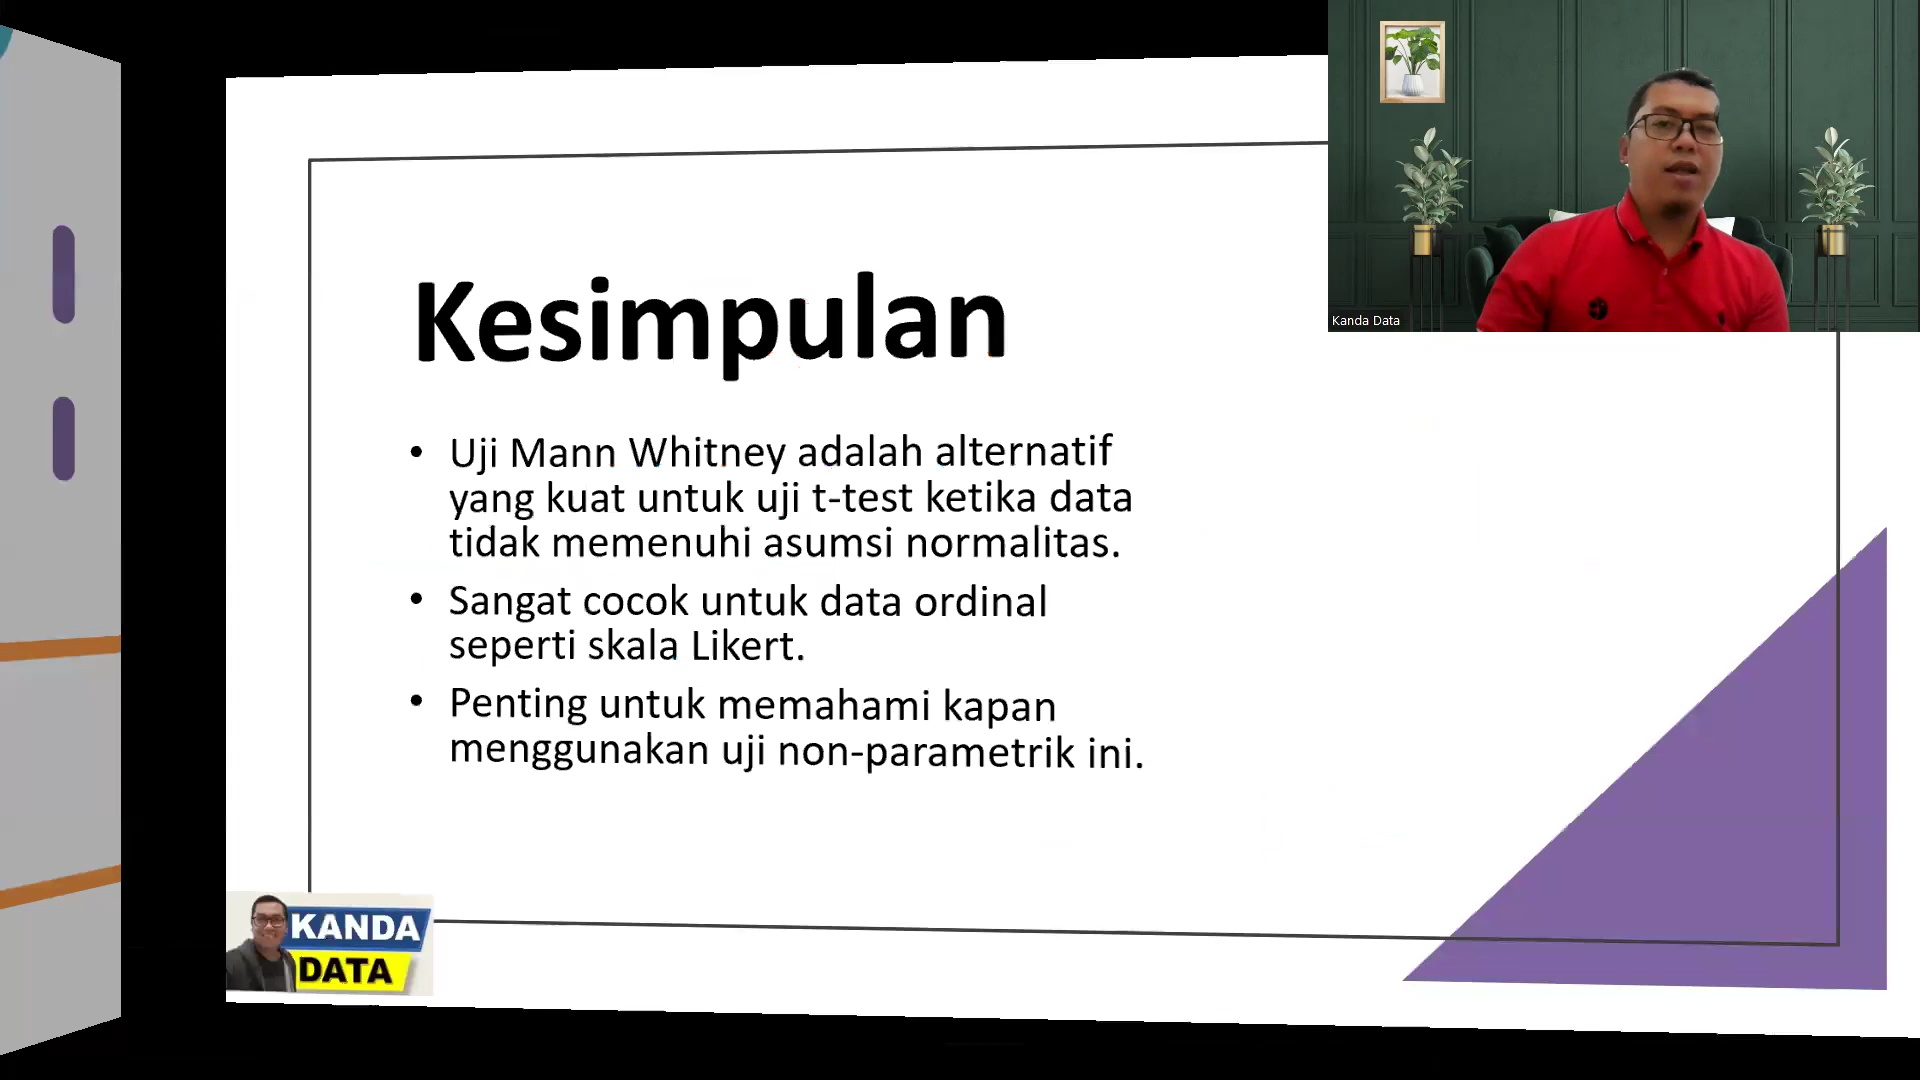 Kesimpulan
• Uji Mann Whitney adalah alternatif
yang kuat untuk uji t-test ketika data
tidak memenuhi asumsi normalitas.
• Sangat cocok untuk data ordinal
seperti skala Likert.
• Penting untuk memahami kapan
menggunakan uji non-parametrik ini.
Kanda Data
KANDA
DATA